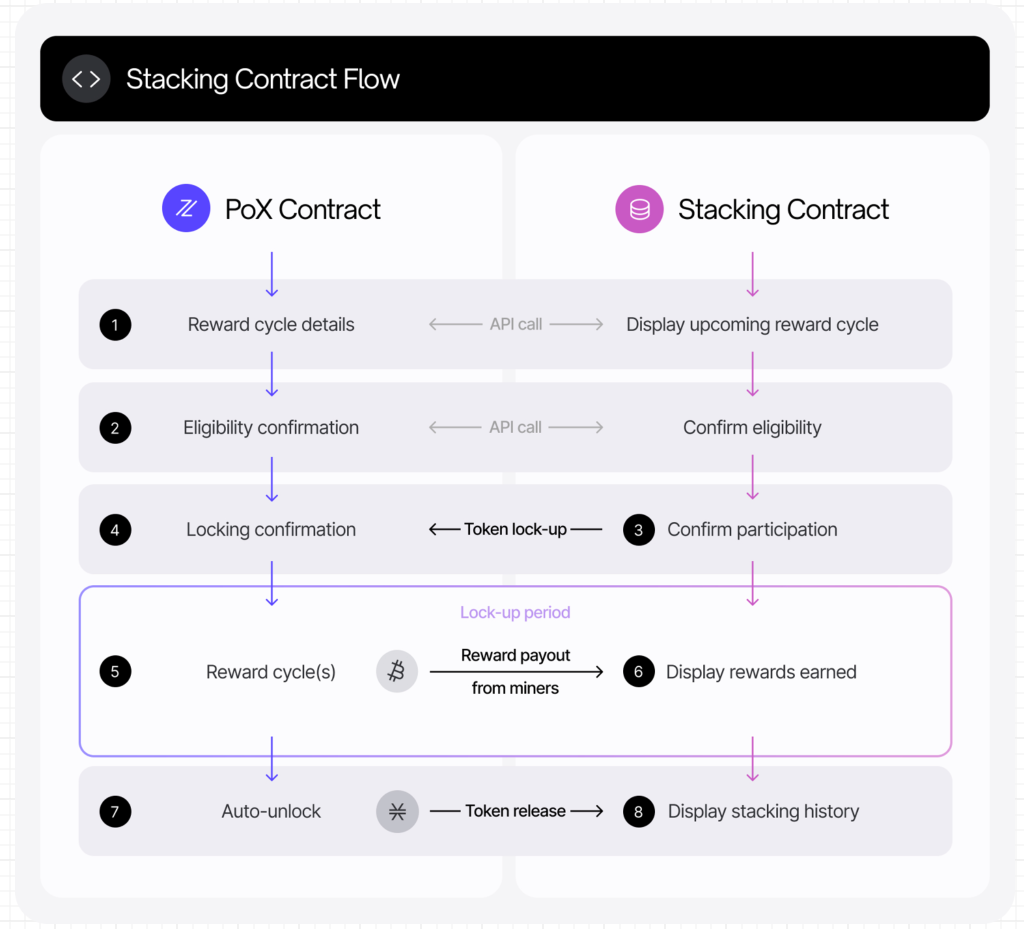 Stacking Contract Flow
PoX Contract
Stacking Contract
1
Reward cycle details
API call
Display upcoming reward cycle
2
Eligibility confirmation
API call
Confirm eligibility
4
Locking confirmation
Token lock-up
3
Confirm participation
Lock-up period
5
Reward cycle(s)
Reward payout
from miners
6
Display rewards earned
7
Auto-unlock
Token release
8
Display stacking history